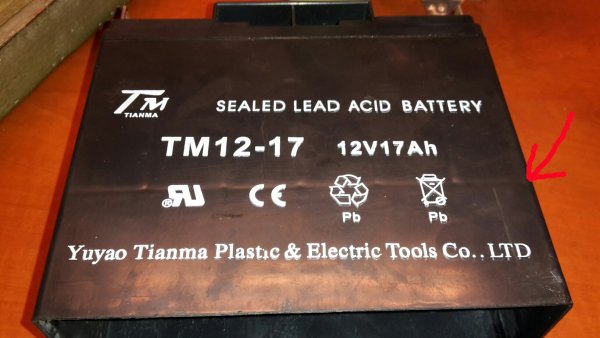 TM
TIANMA
SEALED LEAD ACID BATTERY
TM12-17 12V17Ah
RU CE
Pb Pb
Yuyao Tianma Plastic & Electric Tools Co., LTD